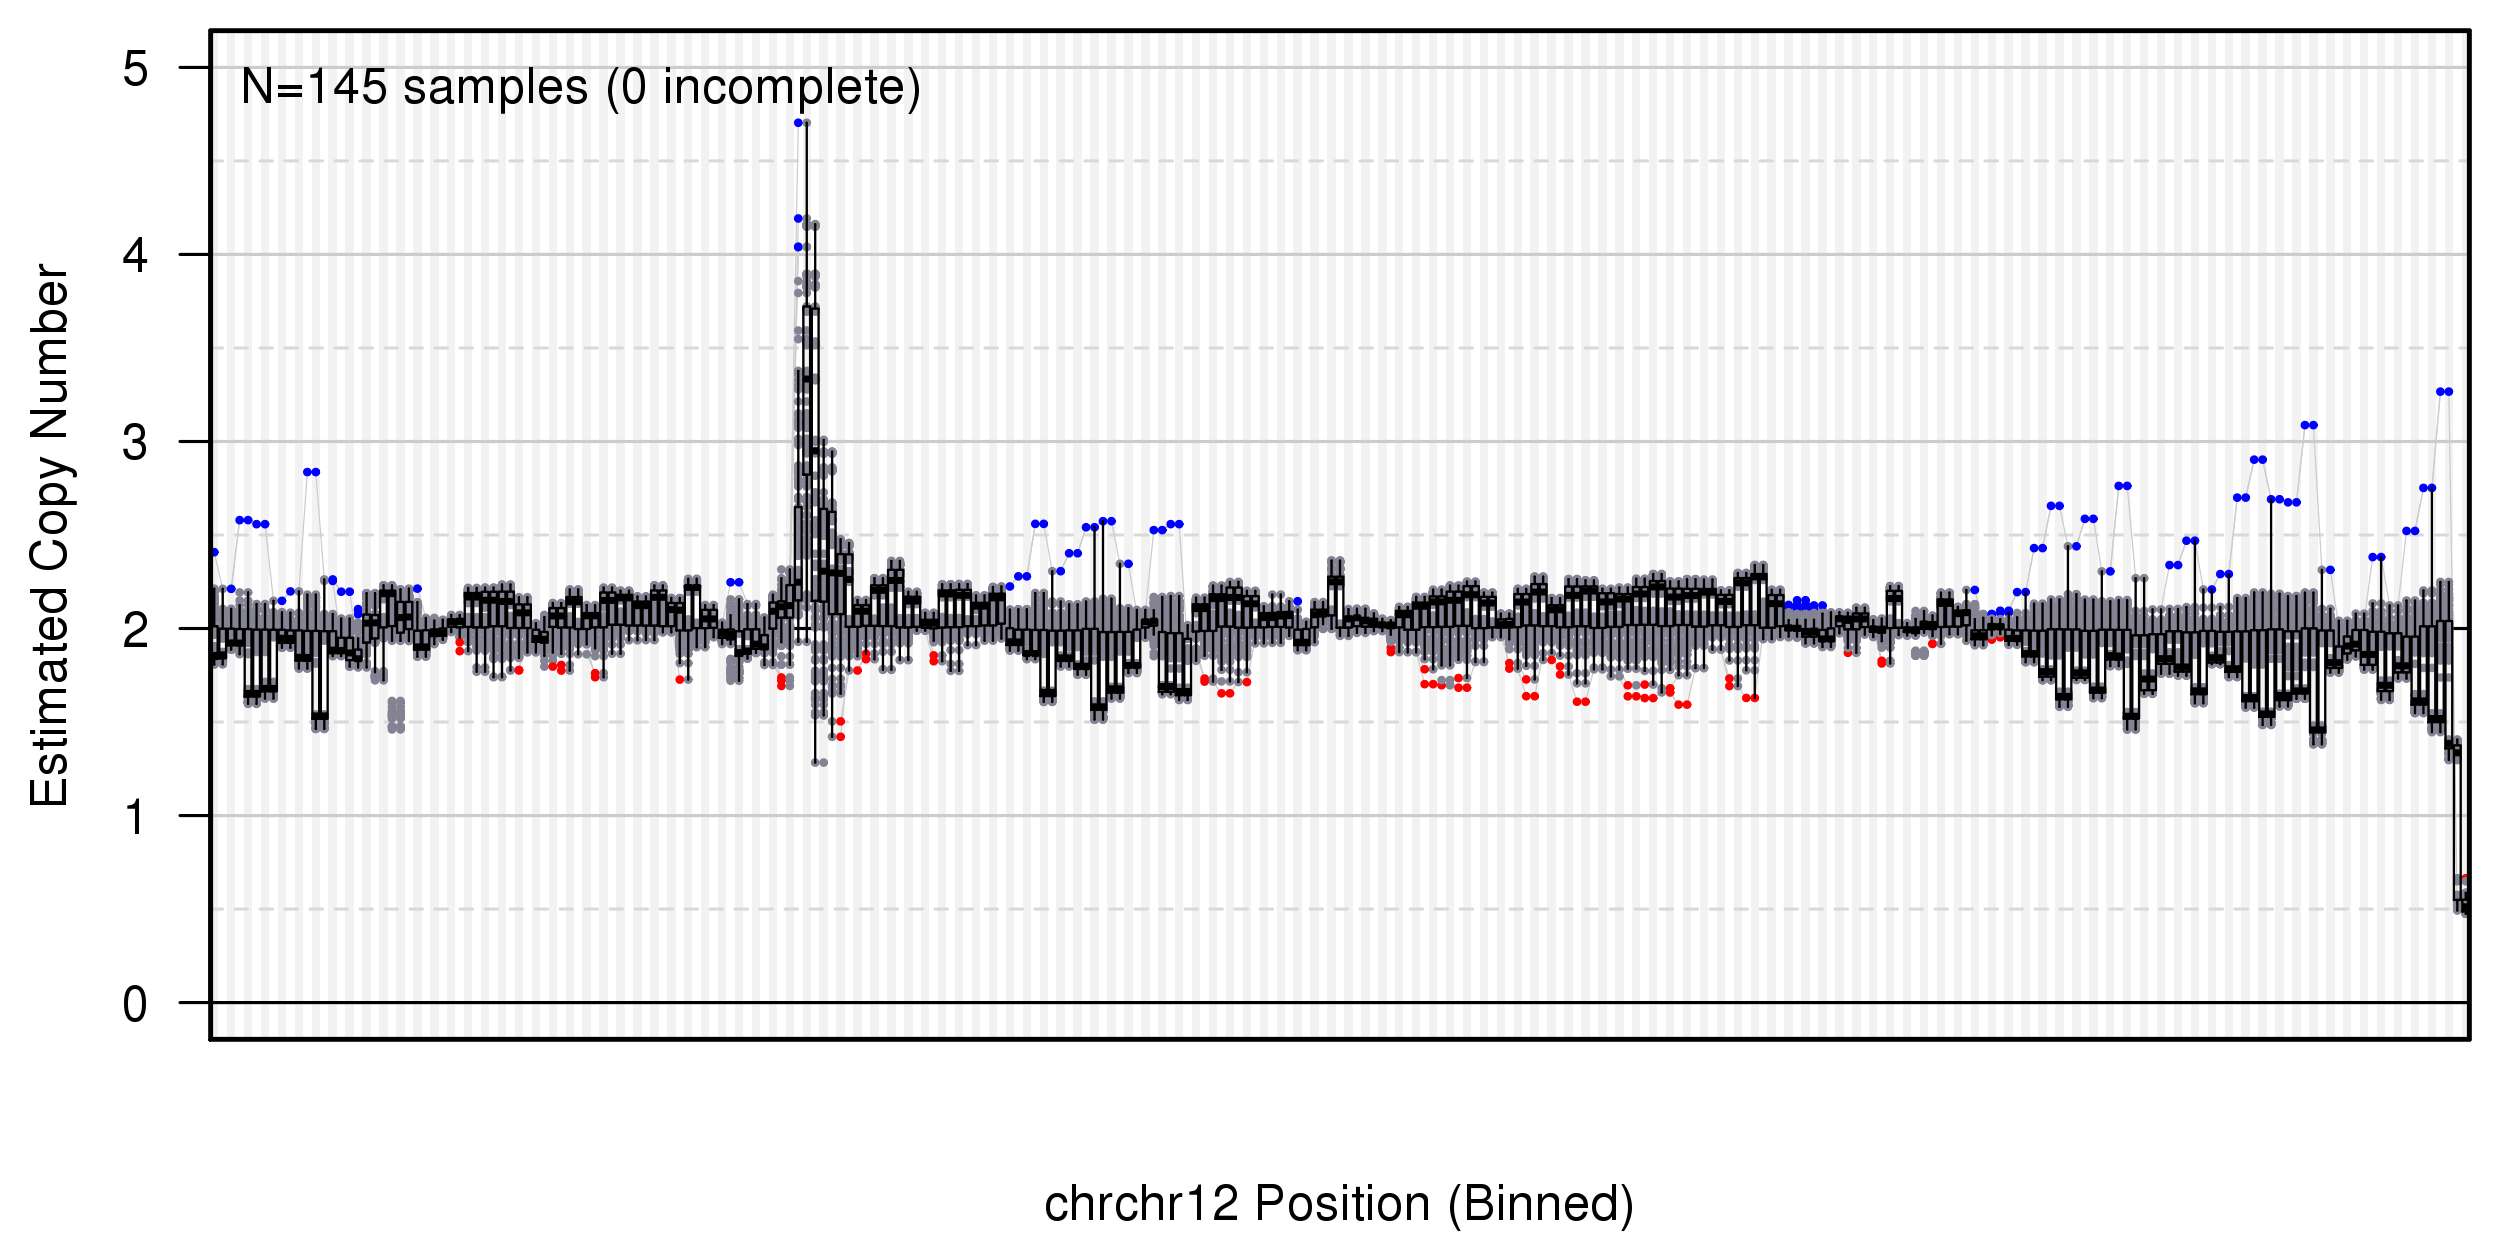 5
N=145 samples (0 incomplete)
4
3
2
1
0
Estimated Copy Number
chrchr12 Position (Binned)